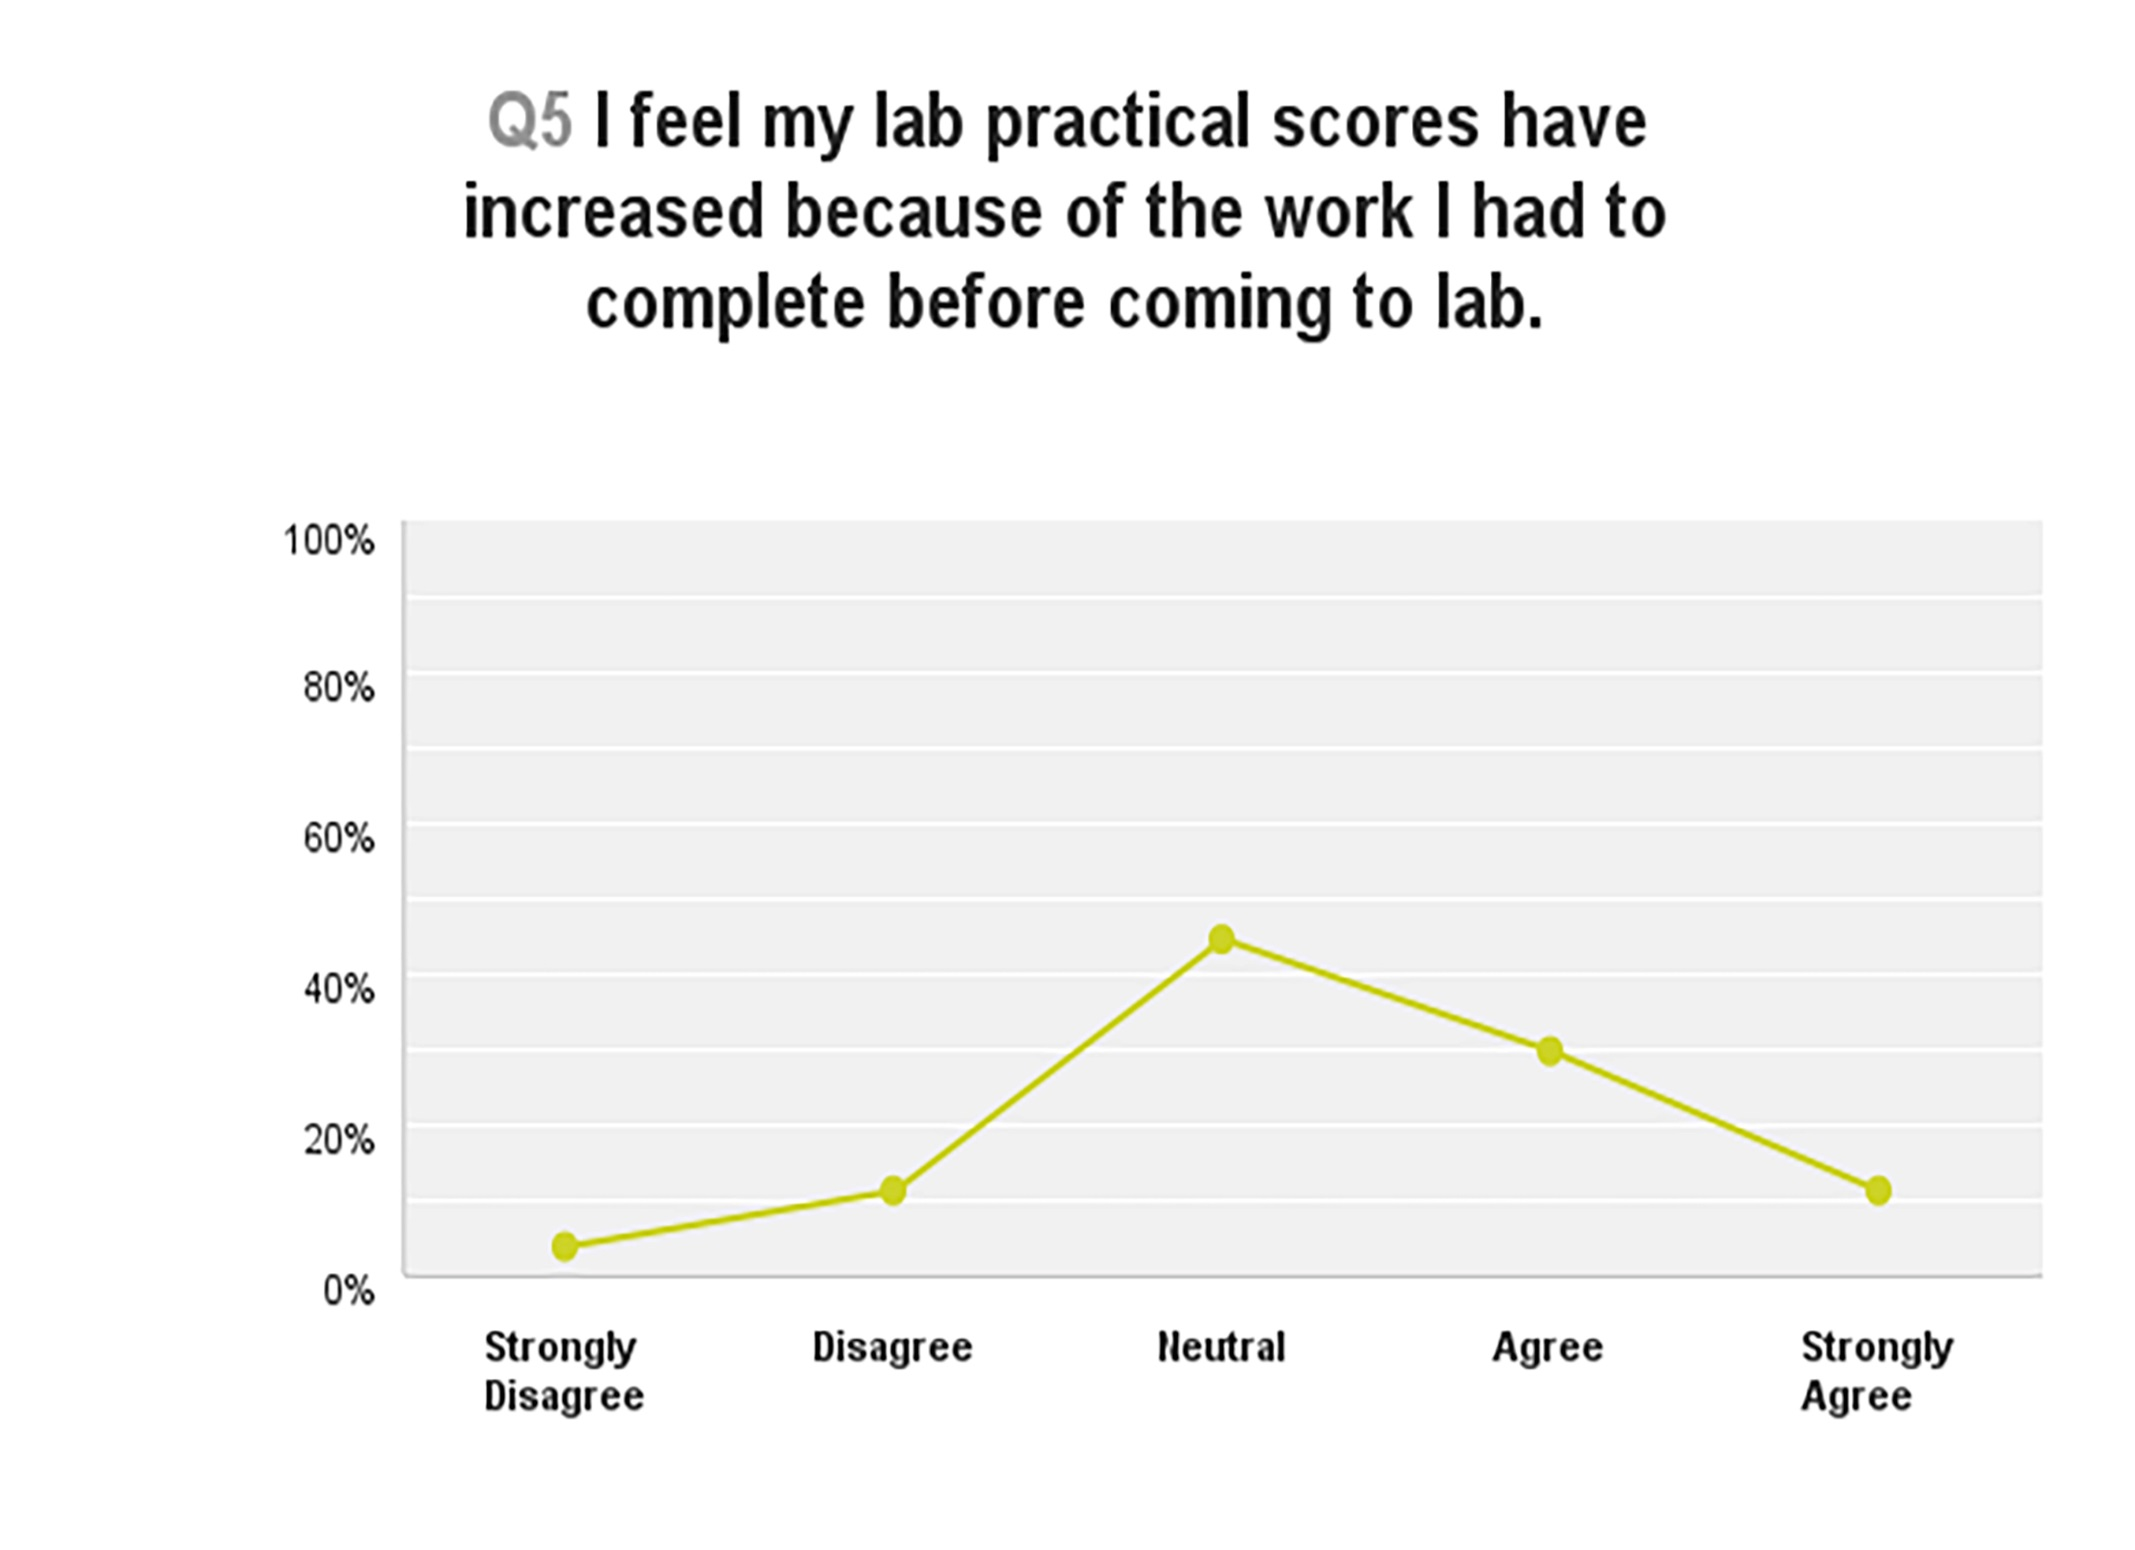 Q5 I feel my lab practical scores have
increased because of the work I had to
complete before coming to lab.
100%
80%
60%
40%
20%
0%
Strongly
Disagree
Disagree
Neutral
Agree
Strongly
Agree